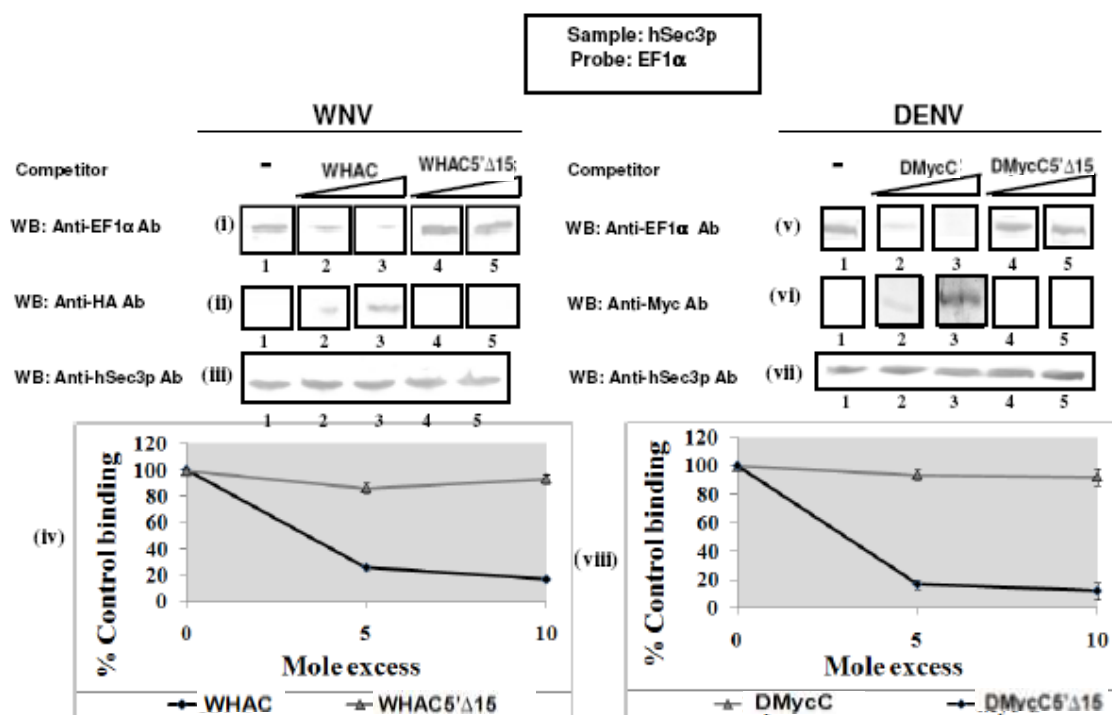 Sample: hSec3p
Probe: EF1α
WNV
Competitor
-
WHAC
WHAC5'Δ15
WB: Anti-EF1α Ab
(i)
1 2 3 4 5
WB: Anti-HA Ab
(ii)
1 2 3 4 5
WB: Anti-hSec3p Ab
(iii)
1 2 3 4 5
(iv)
% Control binding
120
100
80
60
40
20
0
0 5 10
Mole excess
WHAC WHAC5'Δ15
DENV
Competitor
-
DMycC
DMycC5'Δ15
WB: Anti-EF1α Ab
(v)
1 2 3 4 5
WB: Anti-Myc Ab
(vi)
1 2 3 4 5
WB: Anti-hSec3p Ab
(vii)
1 2 3 4 5
(viii)
% Control binding
120
100
80
60
40
20
0
0 5 10
Mole excess
DMycC DMycC5'Δ15